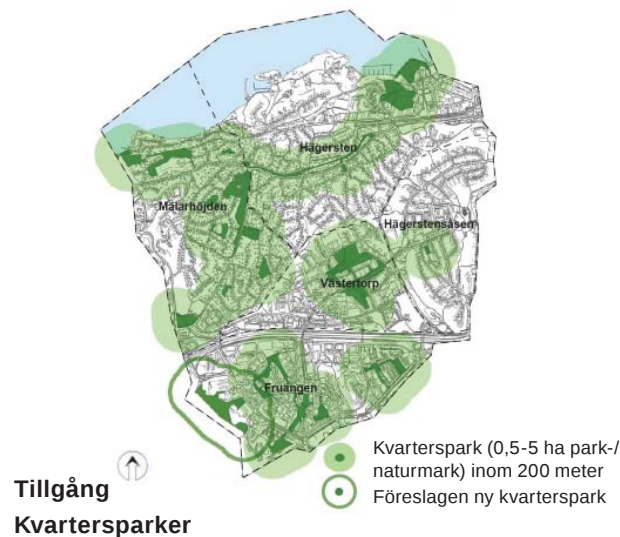 Hägersten
Mälarhöjden
Hägerstensåsen
Västertorp
Fruängen
Kvarterspark (0,5-5 ha park-/
naturmark) inom 200 meter
Föreslagen ny kvarterspark
Tillgång
Kvartersparker